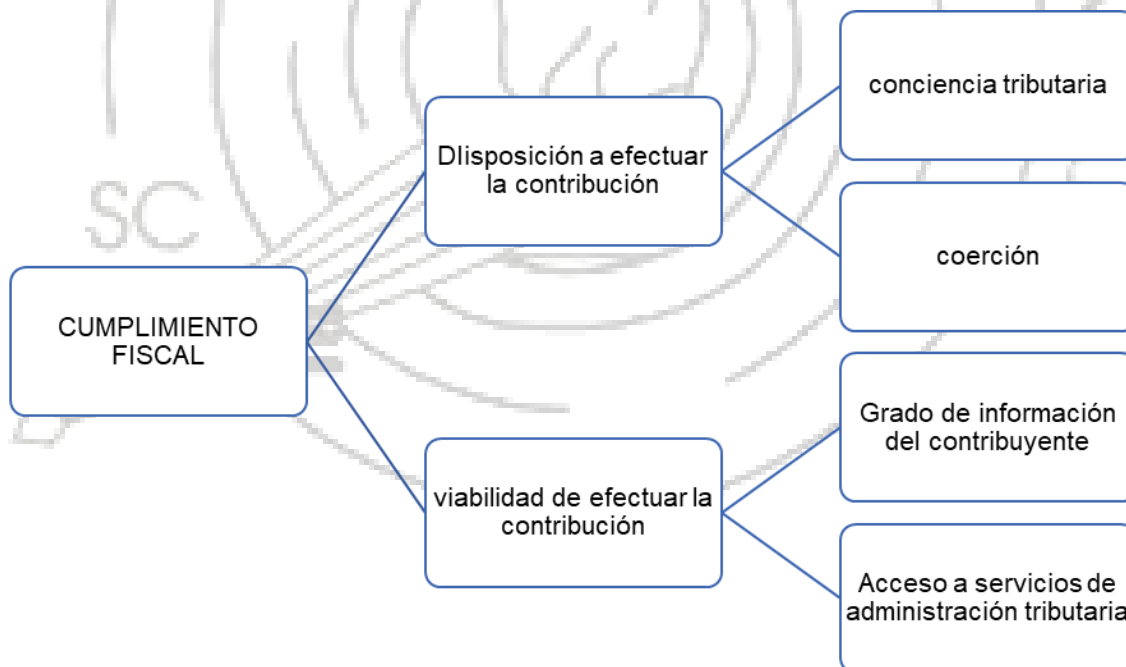 conciencia tributaria
DIisposición a efectuar
la contribución
SC
coerción
CUMPLIMIENTO
FISCAL
Grado de información
del contribuyente
viabilidad de efectuar la
contribución
Acceso a servicios de
administración tributaria